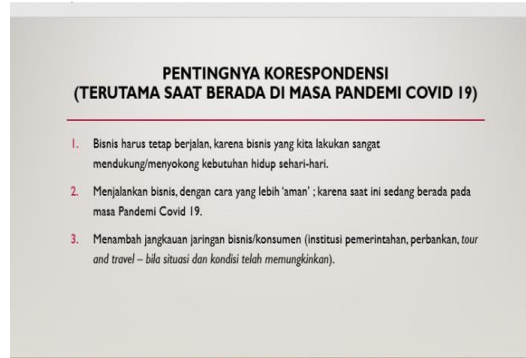 PENTINGNYA KORESPONDENSI
(TERUTAMA SAAT BERADA DI MASA PANDEMI COVID 19)
1. Bisnis harus tetap berjalan, karena bisnis yang kita lakukan sangat
mendukung/menyokong kebutuhan hidup sehari-hari.
2. Menjalankan bisnis, dengan cara yang lebih 'aman' ; karena saat ini sedang berada pada
masa Pandemi Covid 19.
3. Menambah jangkauan jaringan bisnis/konsumen (institusi pemerintahan, perbankan, tour
and travel – bila situasi dan kondisi telah memungkinkan).